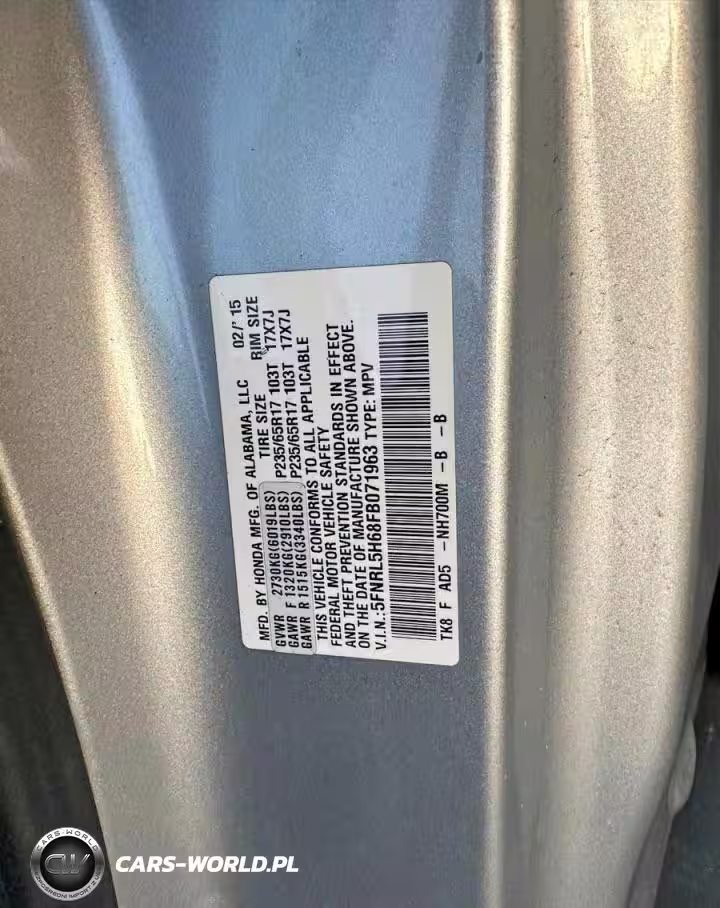 MFD. BY HONDA MFG. OF ALABAMA, LLC 02/'15
TIRE SIZE RIM SIZE
GVWR 2730KG(6019LBS)
GAWR F 1320KG(2910LBS) P235/65R17 103T 17X7J
GAWR R 1515KG(3340LBS) P235/65R17 103T 17X7J
THIS VEHICLE CONFORMS TO ALL APPLICABLE
FEDERAL MOTOR VEHICLE SAFETY
AND THEFT PREVENTION STANDARDS IN EFFECT
ON THE DATE OF MANUFACTURE SHOWN ABOVE.
V.I.N.: 5FNRL5H68FB071963 TYPE: MPV
TK8 F AD5 - NH700M - B - B
CARS-WORLD
CW
CARS-WORLD.PL